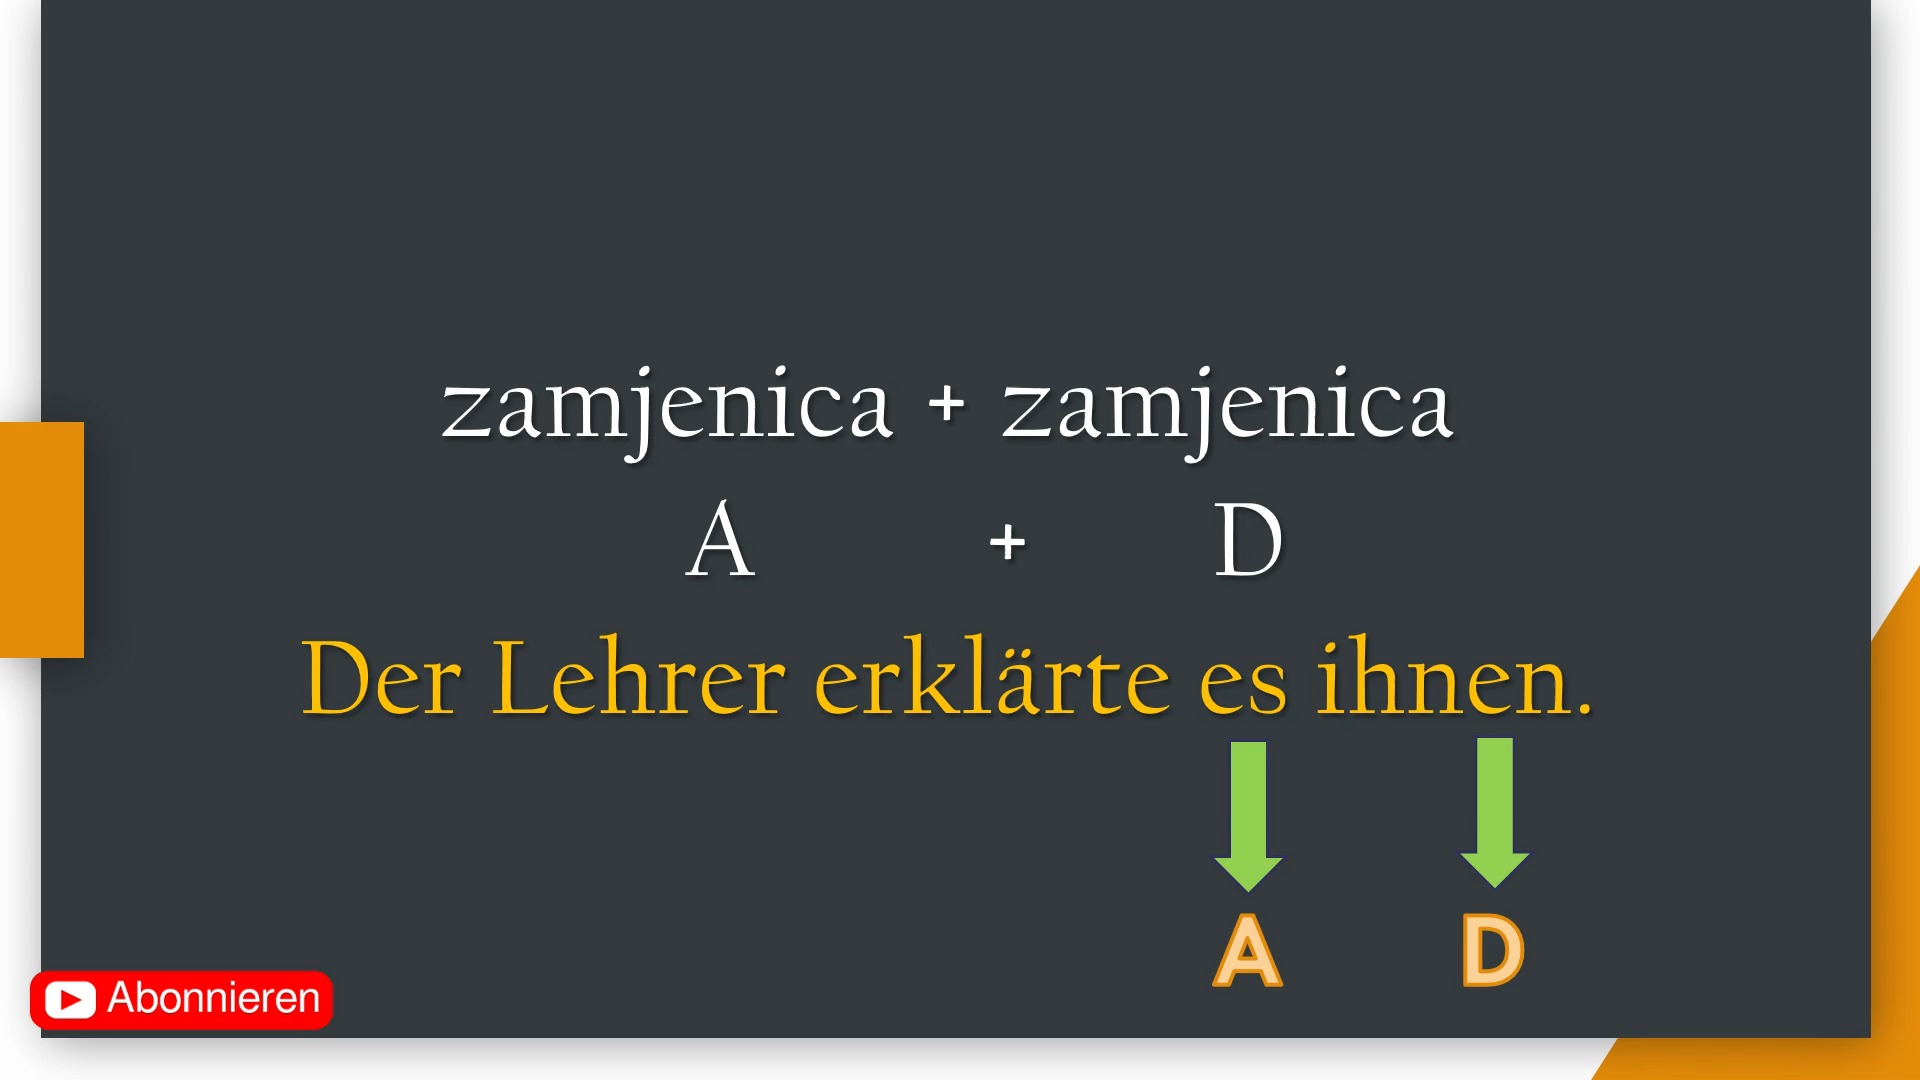 zamjenica + zamjenica
A + D
Der Lehrer erklärte es ihnen.
A D
Abonnieren